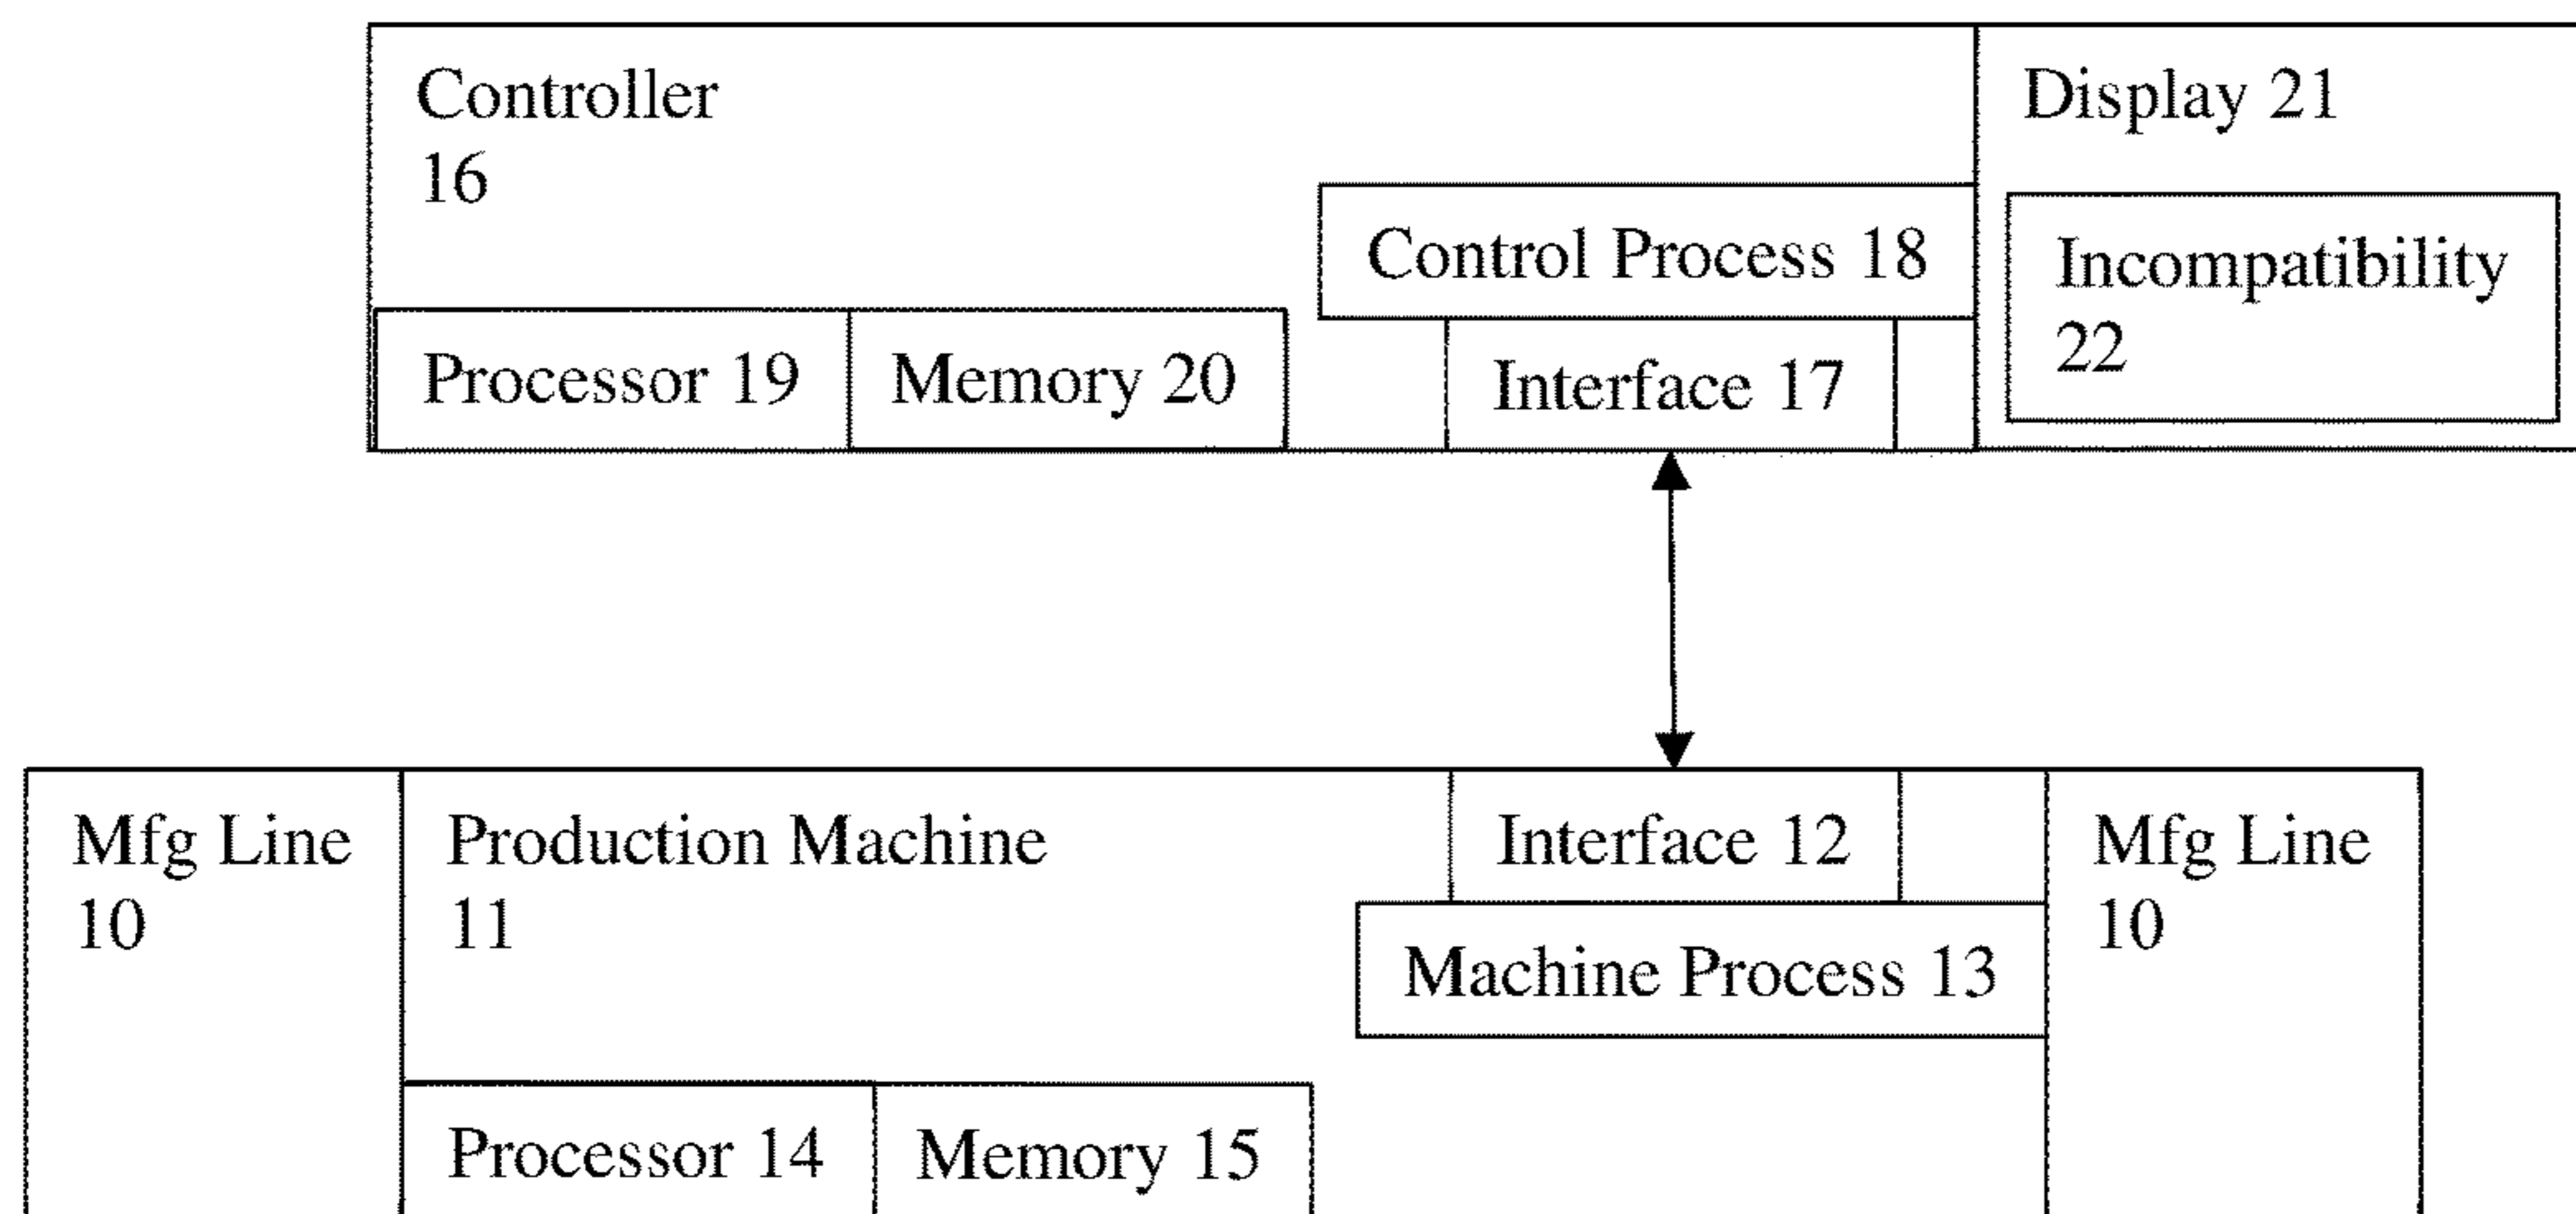 Controller
16
Display 21
Control Process 18
Incompatibility
22
Processor 19
Memory 20
Interface 17
Mfg Line
10
Production Machine
11
Interface 12
Mfg Line
10
Machine Process 13
Processor 14
Memory 15